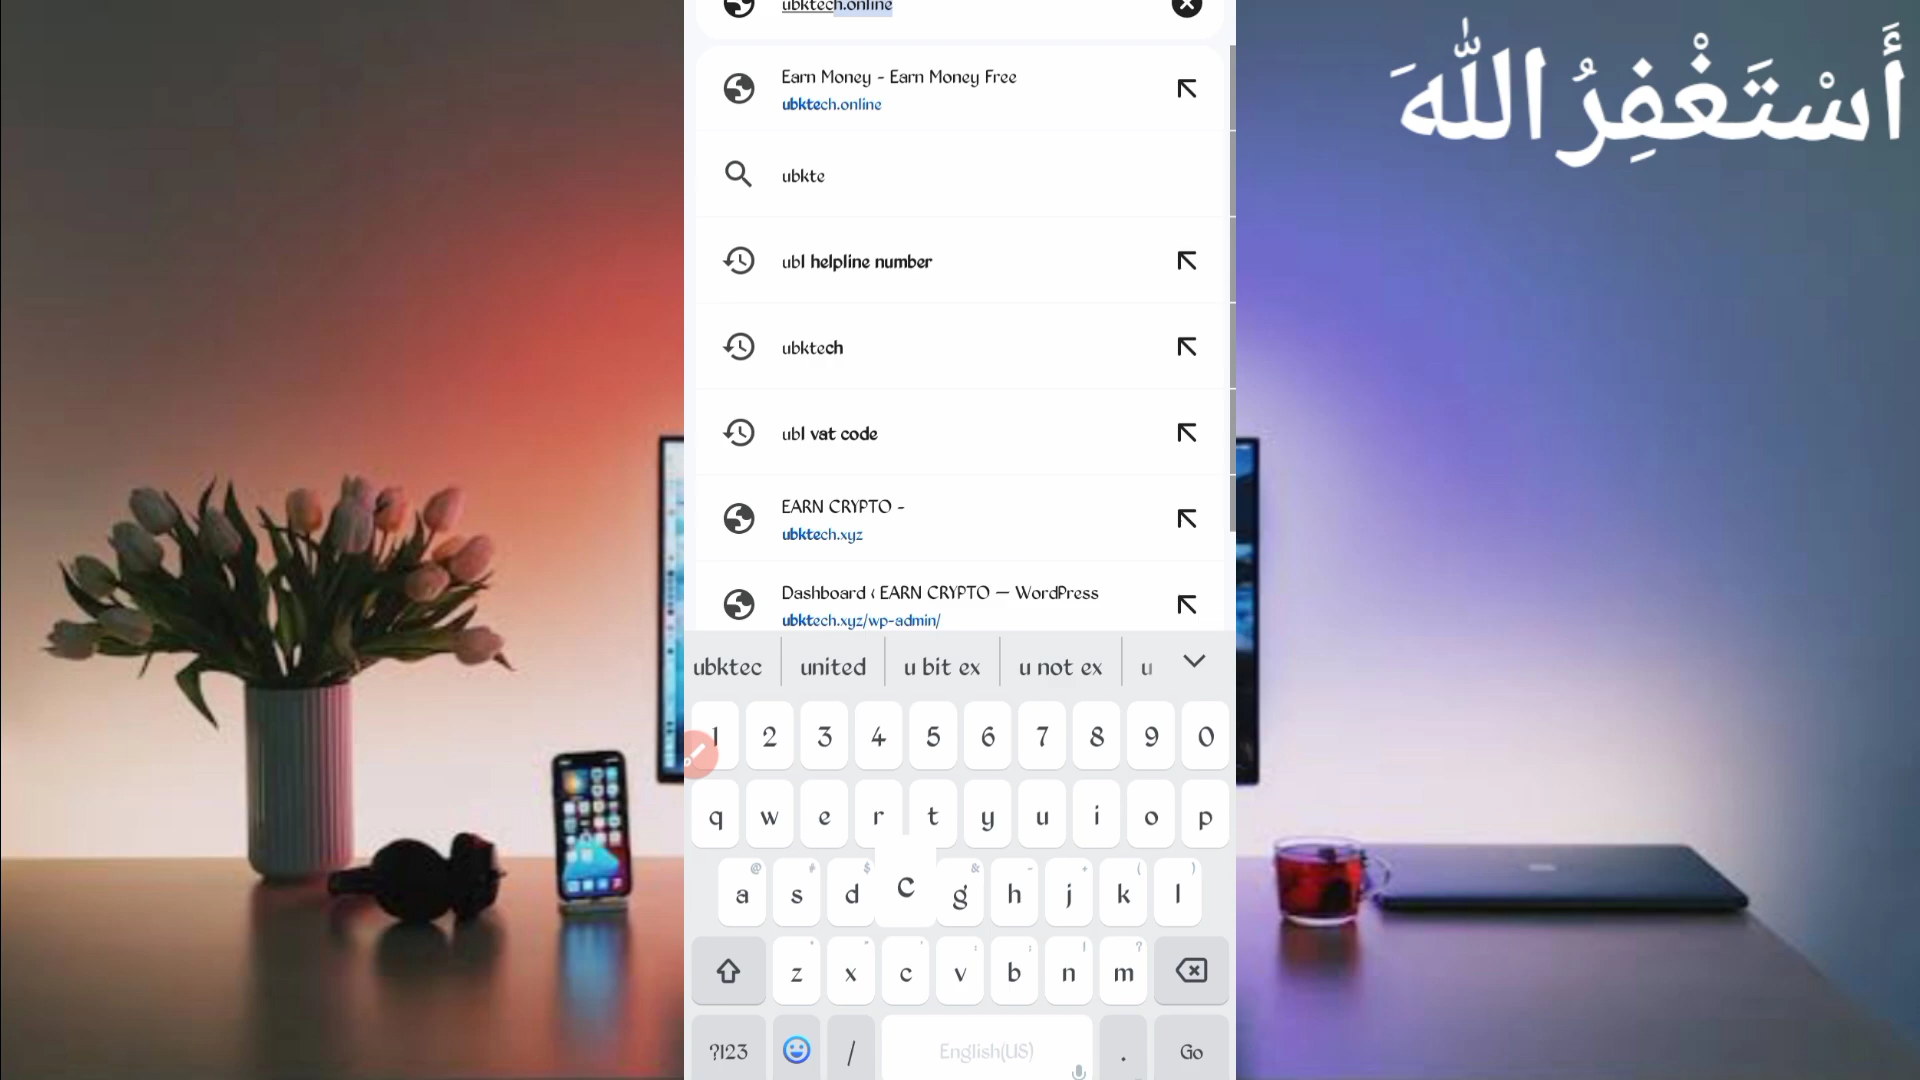 ubktech.online
أَسْتَغْفِرُ اللّٰهَ
Earn Money - Earn Money Free
ubktech.online
ubkte
ubl helpline number
ubktech
ubl vat code
EARN CRYPTO -
ubktech.xyz
Dashboard ‹ EARN CRYPTO — WordPress
ubktech.xyz/wp-admin/
ubktec united u bit ex u not ex u
1 2 3 4 5 6 7 8 9 0
q w e r t y u i o p
@ # $ & - + ( )
a s d c g h j k l
* " ' : ; ! ?
z x c v b n m
?123 / English(US) . Go